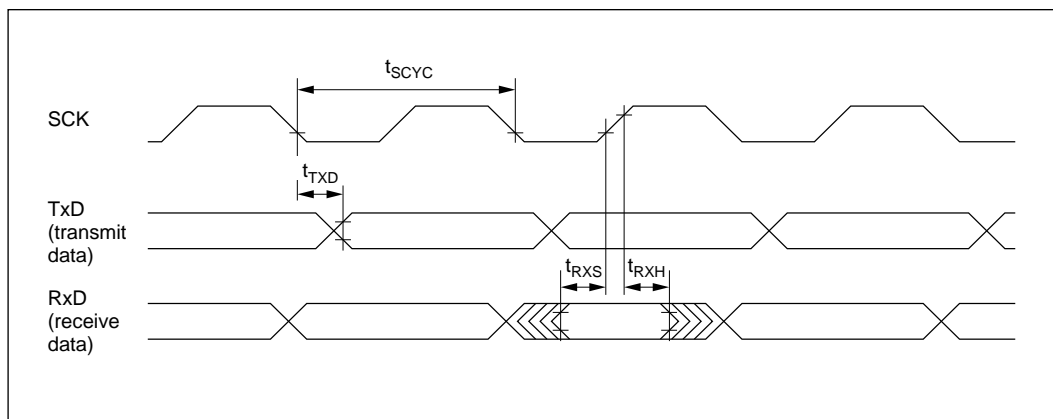 tSCYC
SCK
tTXD
TxD
(transmit
data)
tRXS
tRXH
RxD
(receive
data)